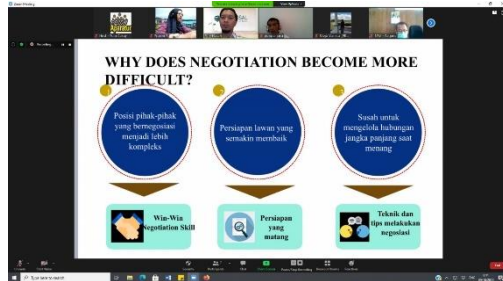 Recording
WHY DOES NEGOTIATION BECOME MORE
DIFFICULT?
Posisi pihak-pihak
yang bernegosiasi
menjadi lebih
kompleks
Persiapan lawan yang
semakin membaik
Susah untuk
mengelola hubungan
jangka panjang saat
menang
Win-Win
Negotiation Skill
Persiapan
yang
matang
Teknik dan
tips melakukan
negosiasi